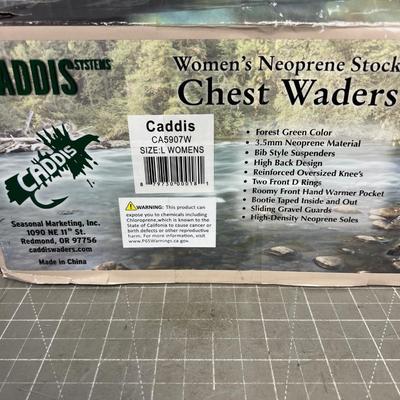 CADDIS SYSTEMS
Women's Neoprene Stock
Chest Waders
Caddis
CA5907W
SIZE:L WOMENS
8 79730 00018 1
WARNING: This product can
expose you to chemicals including
Chloroprene,which is known to the
State of California to cause cancer or
birth defects or other reproductive
harm. For more information, visit
www.P65Warnings.ca.gov.
• Forest Green Color
• 3.5mm Neoprene Material
• Bib Style Suspenders
• High Back Design
• Reinforced Oversized Knee's
• Two Front D Rings
• Roomy Front Hand Warmer Pocket
• Bootie Taped Inside and Out
• Sliding Gravel Guards
• High-Density Neoprene Soles
CADDIS
Seasonal Marketing, Inc.
1090 NE 11th St.
Redmond, OR 97756
caddiswaders.com
Made in China